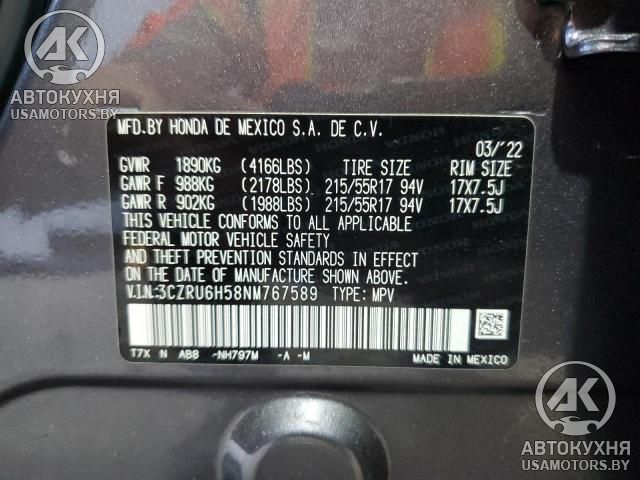 AK
АВТОКУХНЯ
USAMOTORS.BY
MFD.BY HONDA DE MEXICO S.A. DE C.V.
03/'22
GVWR 1890KG (4166LBS) TIRE SIZE RIM SIZE
GAWR F 988KG (2178LBS) 215/55R17 94V 17X7.5J
GAWR R 902KG (1988LBS) 215/55R17 94V 17X7.5J
THIS VEHICLE CONFORMS TO ALL APPLICABLE
FEDERAL MOTOR VEHICLE SAFETY
AND THEFT PREVENTION STANDARDS IN EFFECT
ON THE DATE OF MANUFACTURE SHOWN ABOVE.
V.I.N.:3CZRU6H58NM767589 TYPE: MPV
T7X N AB8 -NH797M -A -M MADE IN MEXICO
AK
АВТОКУХНЯ
USAMOTORS.BY